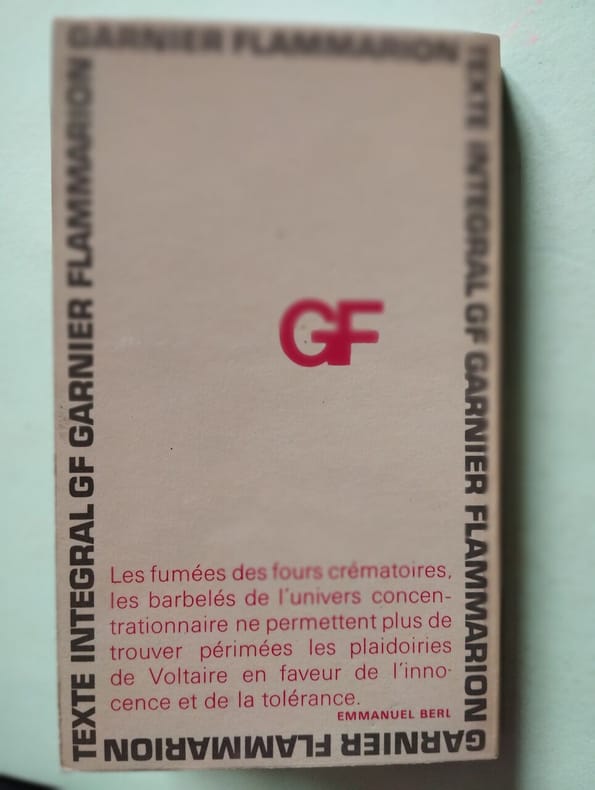 GARNIER FLAMMARION
TEXTE INTEGRAL GF GARNIER FLAMMARION
TEXTE INTEGRAL GF GARNIER FLAMMARION
GF
Les fumées des fours crématoires,
les barbelés de l'univers concen-
trationnaire ne permettent plus de
trouver périmées les plaidoiries
de Voltaire en faveur de l'inno-
cence et de la tolérance.
EMMANUEL BERL
GARNIER FLAMMARION